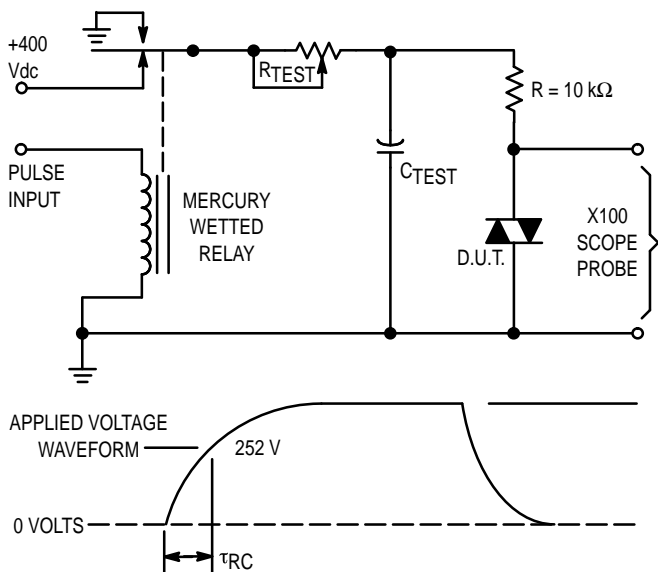 +400
Vdc
RTEST
R = 10 kΩ
PULSE
INPUT
MERCURY
WETTED
RELAY
CTEST
D.U.T.
X100
SCOPE
PROBE
APPLIED VOLTAGE
WAVEFORM
252 V
0 VOLTS
τRC